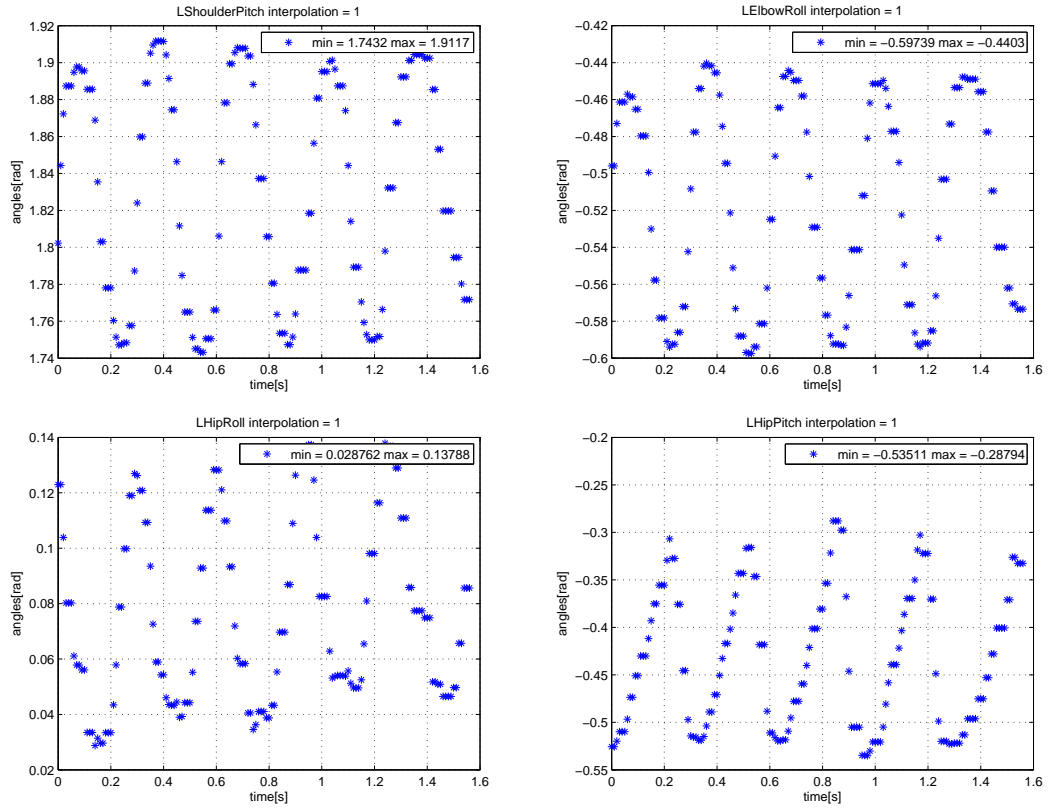 LShoulderPitch interpolation = 1
1.92
1.9
1.88
1.86
1.84
1.82
1.8
1.78
1.76
1.74
angles[rad]
min = 1.7432 max = 1.9117
0 0.2 0.4 0.6 0.8 1 1.2 1.4 1.6
time[s]
LElbowRoll interpolation = 1
−0.42
−0.44
−0.46
−0.48
−0.5
−0.52
−0.54
−0.56
−0.58
−0.6
angles[rad]
min = −0.59739 max = −0.4403
0 0.2 0.4 0.6 0.8 1 1.2 1.4 1.6
time[s]
LHipRoll interpolation = 1
0.14
0.12
0.1
0.08
0.06
0.04
0.02
angles[rad]
min = 0.028762 max = 0.13788
0 0.2 0.4 0.6 0.8 1 1.2 1.4 1.6
time[s]
LHipPitch interpolation = 1
−0.2
−0.25
−0.3
−0.35
−0.4
−0.45
−0.5
−0.55
angles[rad]
min = −0.53511 max = −0.28794
0 0.2 0.4 0.6 0.8 1 1.2 1.4 1.6
time[s]